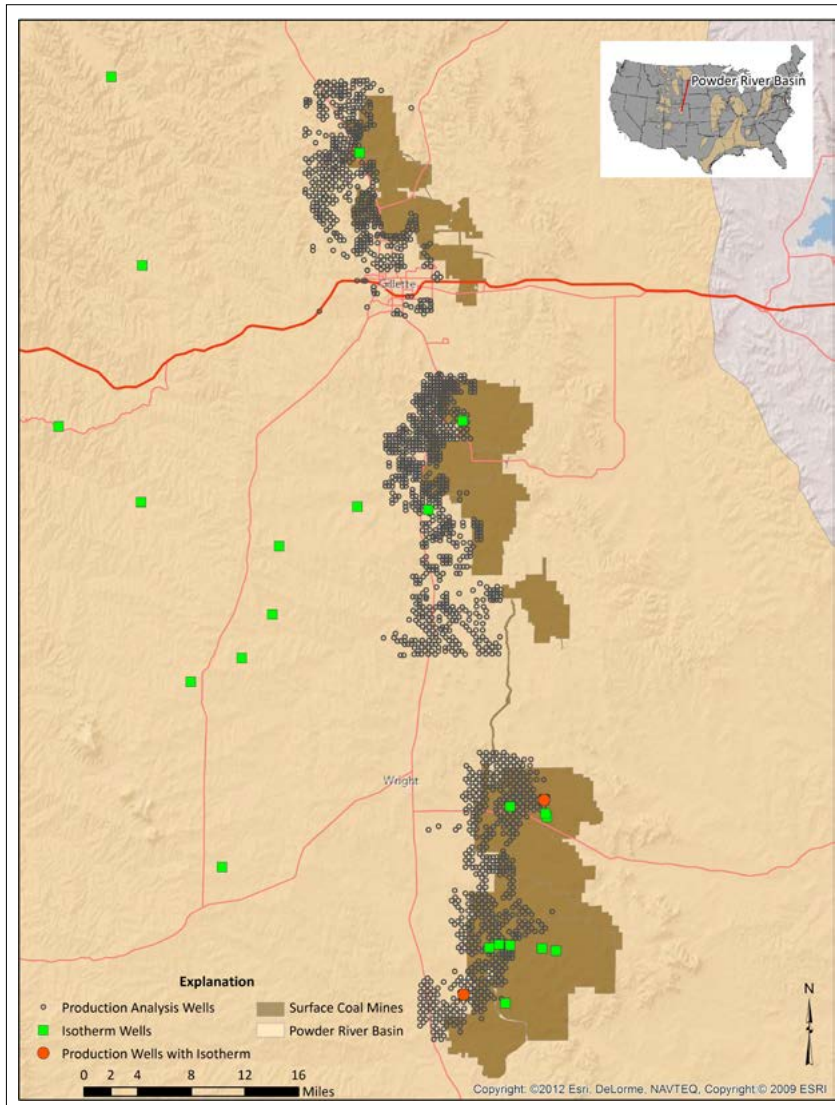 Powder River Basin
Gillette
Wright
Explanation
Production Analysis Wells
Surface Coal Mines
Isotherm Wells
Powder River Basin
Production Wells with Isotherm
N
0 2 4 8 12 16
Miles
Copyright: ©2012 Esri, DeLorme, NAVTEQ, Copyright © 2009 ESRI